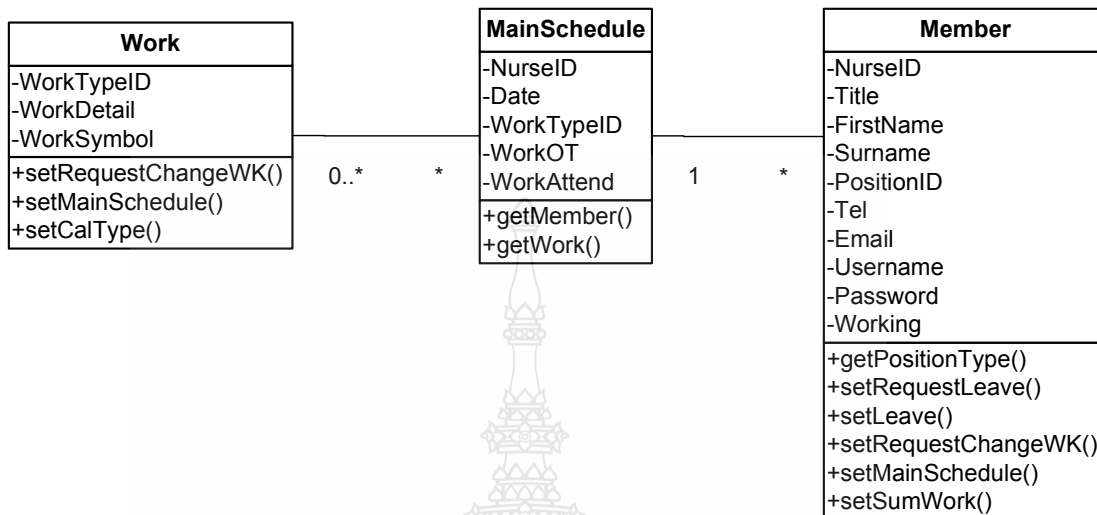 Work
-WorkTypeID
-WorkDetail
-WorkSymbol
+setRequestChangeWK()
+setMainSchedule()
+setCalType()
0..*
*
MainSchedule
-NurseID
-Date
-WorkTypeID
-WorkOT
-WorkAttend
+getMember()
+getWork()
1
*
Member
-NurseID
-Title
-FirstName
-Surname
-PositionID
-Tel
-Email
-Username
-Password
-Working
+getPositionType()
+setRequestLeave()
+setLeave()
+setRequestChangeWK()
+setMainSchedule()
+setSumWork()